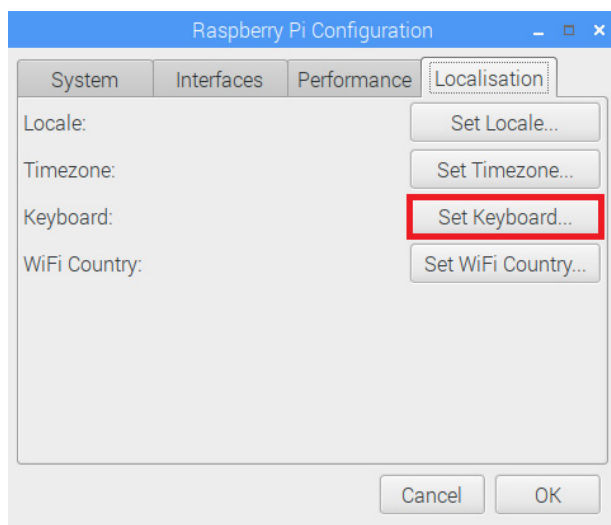 Raspberry Pi Configuration
System Interfaces Performance Localisation
Locale: Set Locale...
Timezone: Set Timezone...
Keyboard: Set Keyboard...
WiFi Country: Set WiFi Country...
Cancel OK